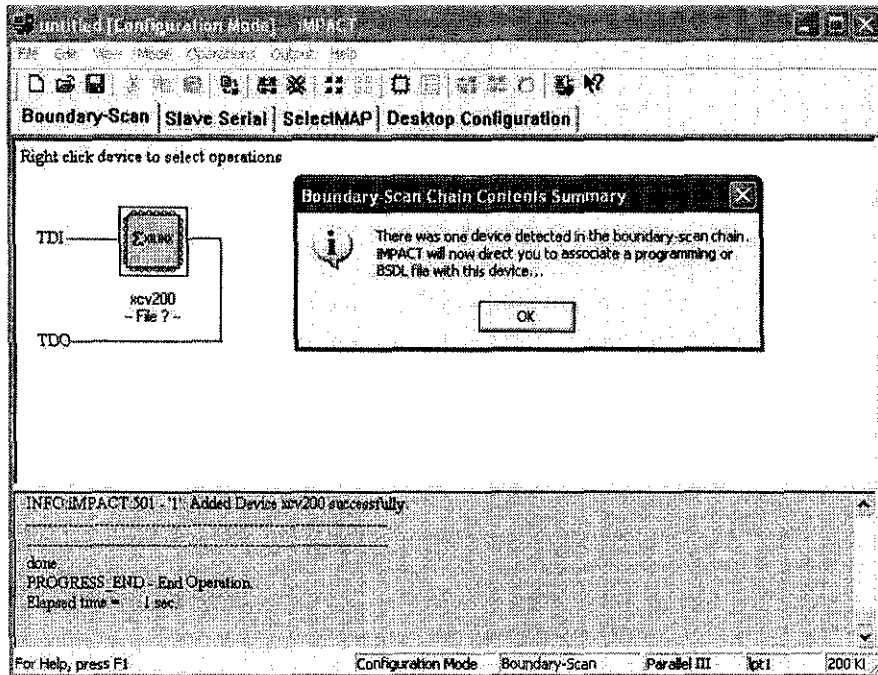 untitled [Configuration Mode] - iMPACT
File Edit View Mode Operations Output Help
Boundary-Scan Slave Serial SelectMAP Desktop Configuration
Right click device to select operations
Boundary-Scan Chain Contents Summary
There was one device detected in the boundary-scan chain.
iMPACT will now direct you to associate a programming or
BSDL file with this device...
OK
TDI
XILINX
xcv200
-- File ? --
TDO
INFO:iMPACT:501 - '1': Added Device xcv200 successfully.
done.
PROGRESS_END - End Operation.
Elapsed time = 1 sec.
For Help, press F1 Configuration Mode Boundary-Scan Parallel III lpt1 200 K